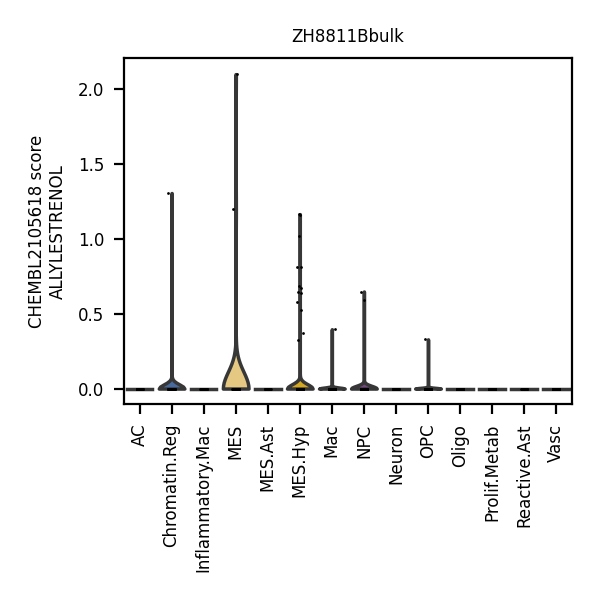 ZH8811Bbulk
CHEMBL2105618 score
ALLYLESTRENOL
2.0
1.5
1.0
0.5
0.0
AC
Chromatin.Reg
Inflammatory.Mac
MES
MES.Ast
MES.Hyp
Mac
NPC
Neuron
OPC
Oligo
Prolif.Metab
Reactive.Ast
Vasc